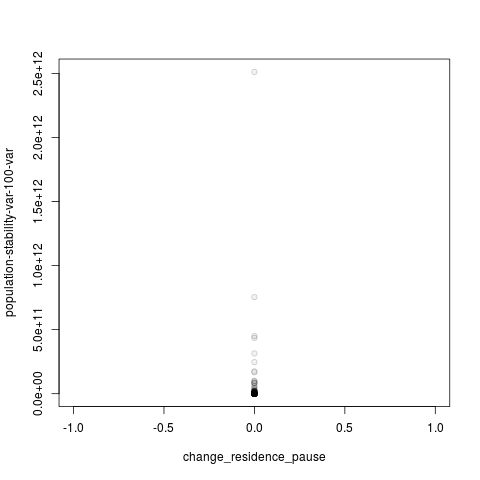 population-stability-var-100-var
2.5e+12
2.0e+12
1.5e+12
1.0e+12
5.0e+11
0.0e+00
-1.0
-0.5
0.0
0.5
1.0
change_residence_pause